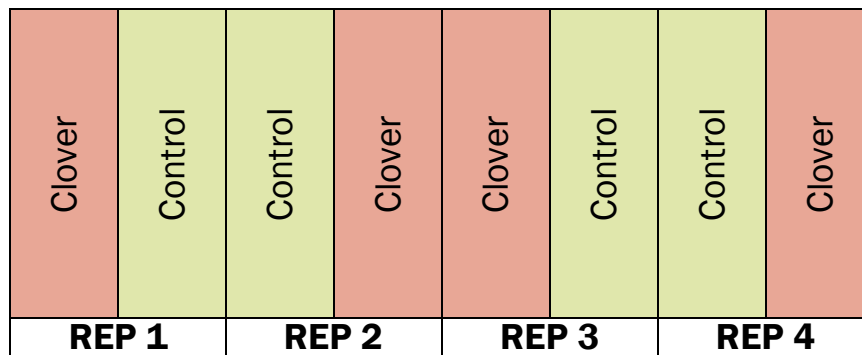 Clover
Control
Control
Clover
Clover
Control
Control
Clover
REP 1
REP 2
REP 3
REP 4